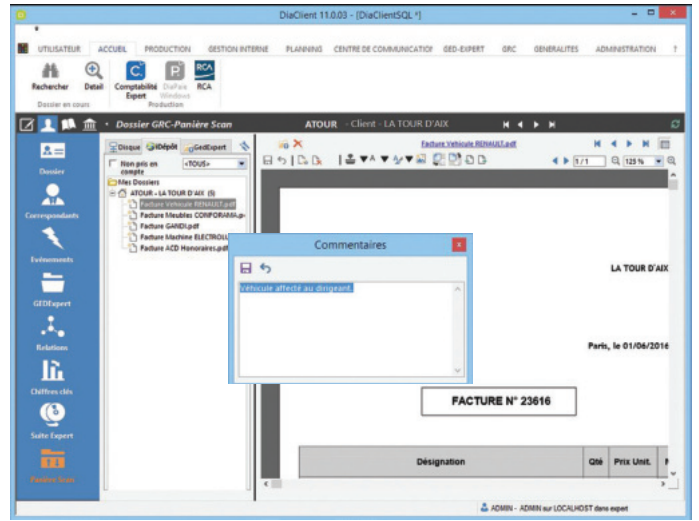 DiaClient 11.0.03 - [DiaClientSQL *]
UTILISATEUR ACCUEIL PRODUCTION GESTION INTERNE PLANNING CENTRE DE COMMUNICATION GED-EXPERT GRC GENERALITES ADMINISTRATION ?
Rechercher Detail Comptabilité Expert DiaPaie Windows RCA
Dossier en cours Production
Dossier GRC-Panière Scan ATOUR - Client - LA TOUR D'AIX
Disque iDépôt GedExpert
Facture Vehicule RENAULT.pdf
Non pris en compte <TOUS>
1/1 125 %
Mes Dossiers
ATOUR - LA TOUR D'AIX (5)
Facture Vehicule RENAULT.pdf
Facture Meubles CONFORAMA.p
Facture GANDI.pdf
Facture Machine ELECTROLU
Facture ACD Honoraires.pdf
Dossier
Correspondants
Evénements
GEDExpert
Relations
Chiffres clés
Suite Expert
Panière Scan
Commentaires
Véhicule affecté au dirigeant.
LA TOUR D'AIX
Paris, le 01/06/2016
FACTURE N° 23616
Désignation Qté Prix Unit.
ADMIN - ADMIN sur LOCALHOST dans expert